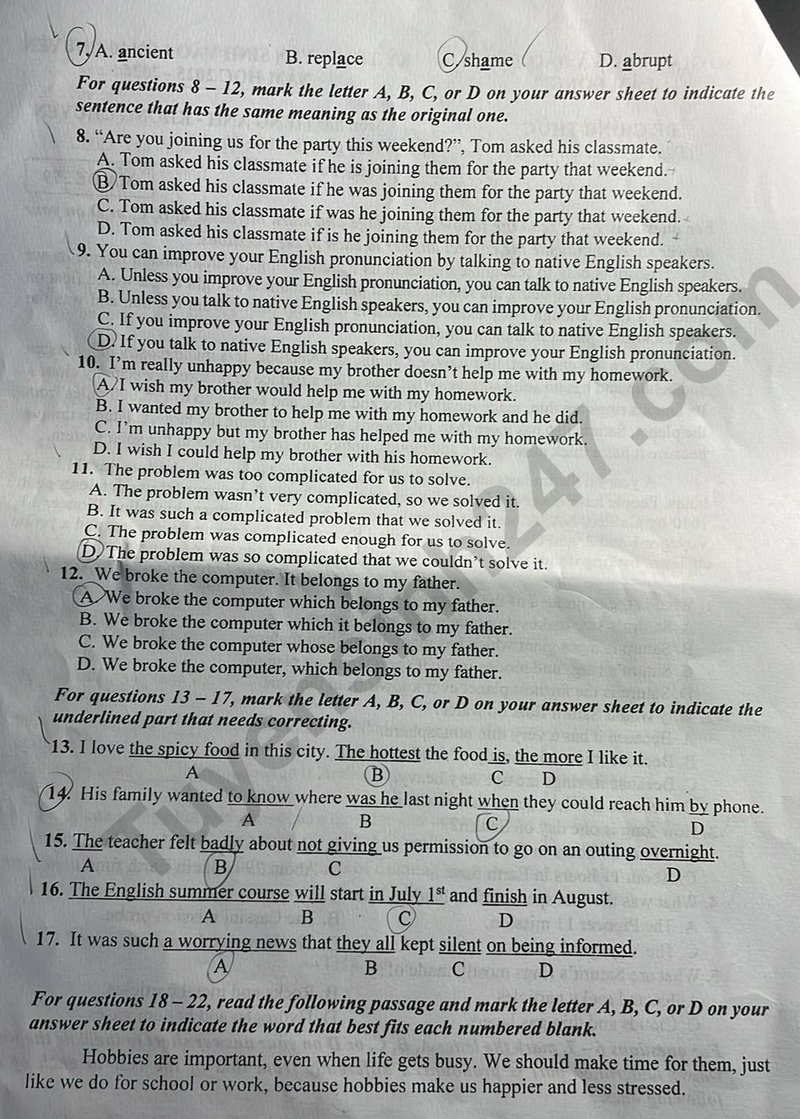 7. A. ancient B. replace C. shame D. abrupt
For questions 8 – 12, mark the letter A, B, C, or D on your answer sheet to indicate the
sentence that has the same meaning as the original one.
8. “Are you joining us for the party this weekend?”, Tom asked his classmate.
A. Tom asked his classmate if he is joining them for the party that weekend.
B. Tom asked his classmate if he was joining them for the party that weekend.
C. Tom asked his classmate if was he joining them for the party that weekend.
D. Tom asked his classmate if is he joining them for the party that weekend.
9. You can improve your English pronunciation by talking to native English speakers.
A. Unless you improve your English pronunciation, you can talk to native English speakers.
B. Unless you talk to native English speakers, you can improve your English pronunciation.
C. If you improve your English pronunciation, you can talk to native English speakers.
D. If you talk to native English speakers, you can improve your English pronunciation.
10. I’m really unhappy because my brother doesn’t help me with my homework.
A. I wish my brother would help me with my homework.
B. I wanted my brother to help me with my homework and he did.
C. I’m unhappy but my brother has helped me with my homework.
D. I wish I could help my brother with his homework.
11. The problem was too complicated for us to solve.
A. The problem wasn’t very complicated, so we solved it.
B. It was such a complicated problem that we solved it.
C. The problem was complicated enough for us to solve.
D. The problem was so complicated that we couldn’t solve it.
12. We broke the computer. It belongs to my father.
A. We broke the computer which belongs to my father.
B. We broke the computer which it belongs to my father.
C. We broke the computer whose belongs to my father.
D. We broke the computer, which belongs to my father.
For questions 13 – 17, mark the letter A, B, C, or D on your answer sheet to indicate the
underlined part that needs correcting.
13. I love the spicy food in this city. The hottest the food is, the more I like it.
A B C D
14. His family wanted to know where was he last night when they could reach him by phone.
A B C D
15. The teacher felt badly about not giving us permission to go on an outing overnight.
A B C D
16. The English summer course will start in July 1st and finish in August.
A B C D
17. It was such a worrying news that they all kept silent on being informed.
A B C D
For questions 18 – 22, read the following passage and mark the letter A, B, C, or D on your
answer sheet to indicate the word that best fits each numbered blank.
Hobbies are important, even when life gets busy. We should make time for them, just
like we do for school or work, because hobbies make us happier and less stressed.